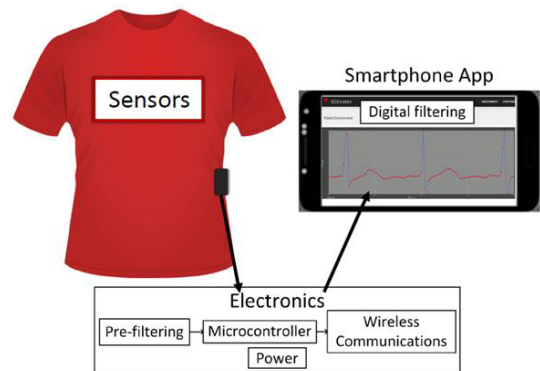 Smartphone App
Sensors
Digital filtering
Electronics
Pre-filtering
Microcontroller
Wireless
Communications
Power